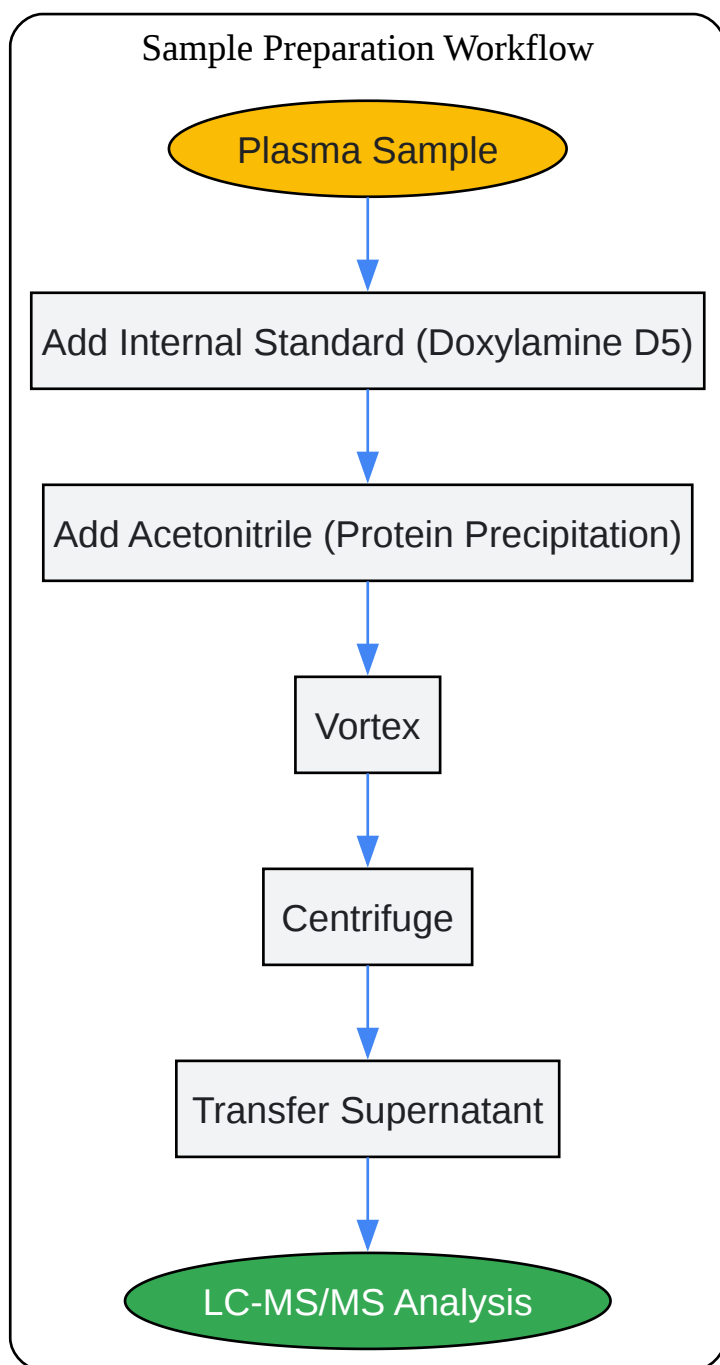 Sample Preparation Workflow
Plasma Sample
Add Internal Standard (Doxylamine D5)
Add Acetonitrile (Protein Precipitation)
Vortex
Centrifuge
Transfer Supernatant
LC-MS/MS Analysis